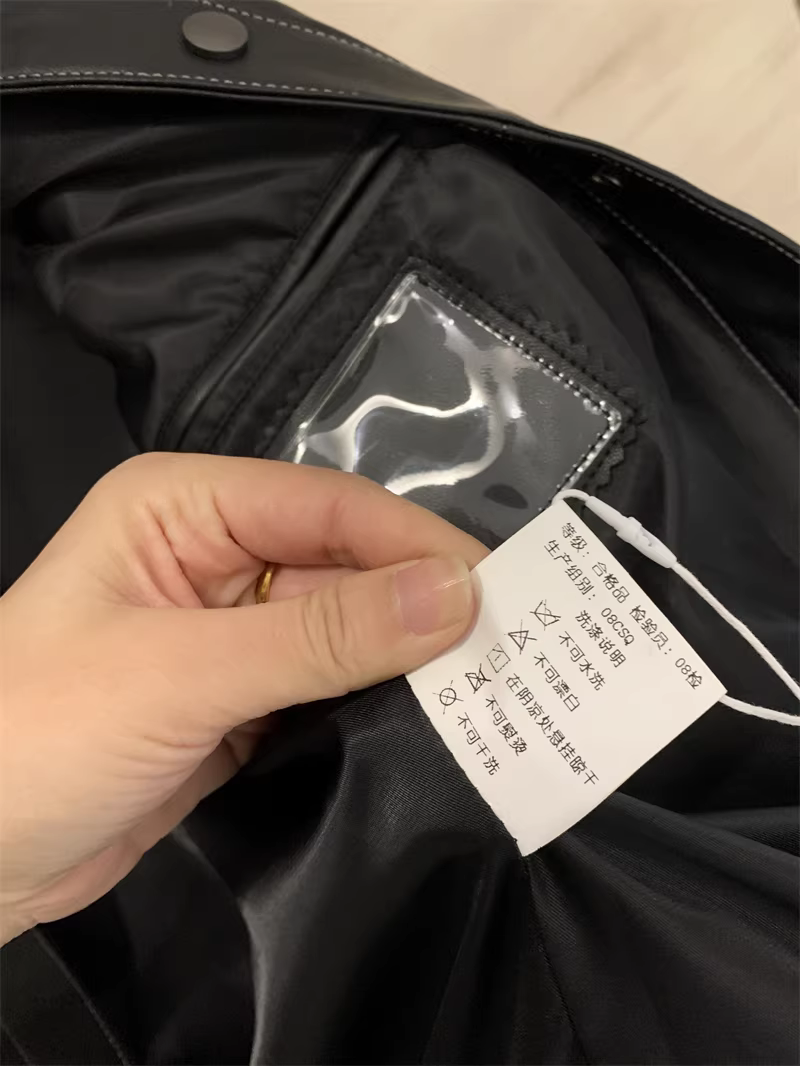 等级：合格品 检验员：08检
生产组别：08CSQ
洗涤说明
不可水洗
不可漂白
在阴凉处悬挂晾干
不可熨烫
不可干洗